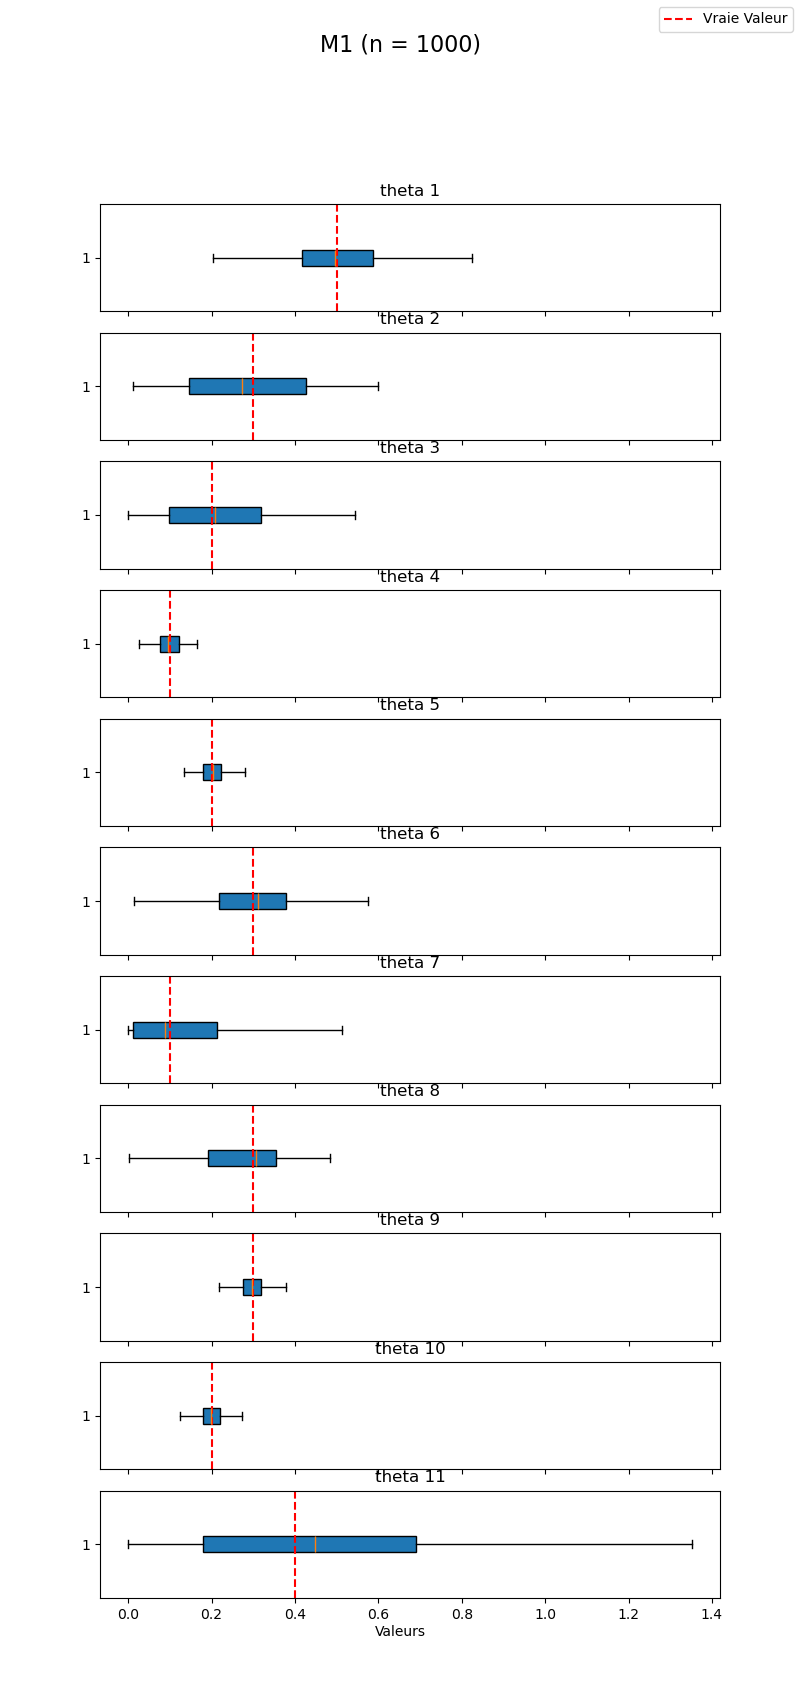 Vraie Valeur
M1 (n = 1000)
theta 1
1
theta 2
1
theta 3
1
theta 4
1
theta 5
1
theta 6
1
theta 7
1
theta 8
1
theta 9
1
theta 10
1
theta 11
1
0.0 0.2 0.4 0.6 0.8 1.0 1.2 1.4
Valeurs